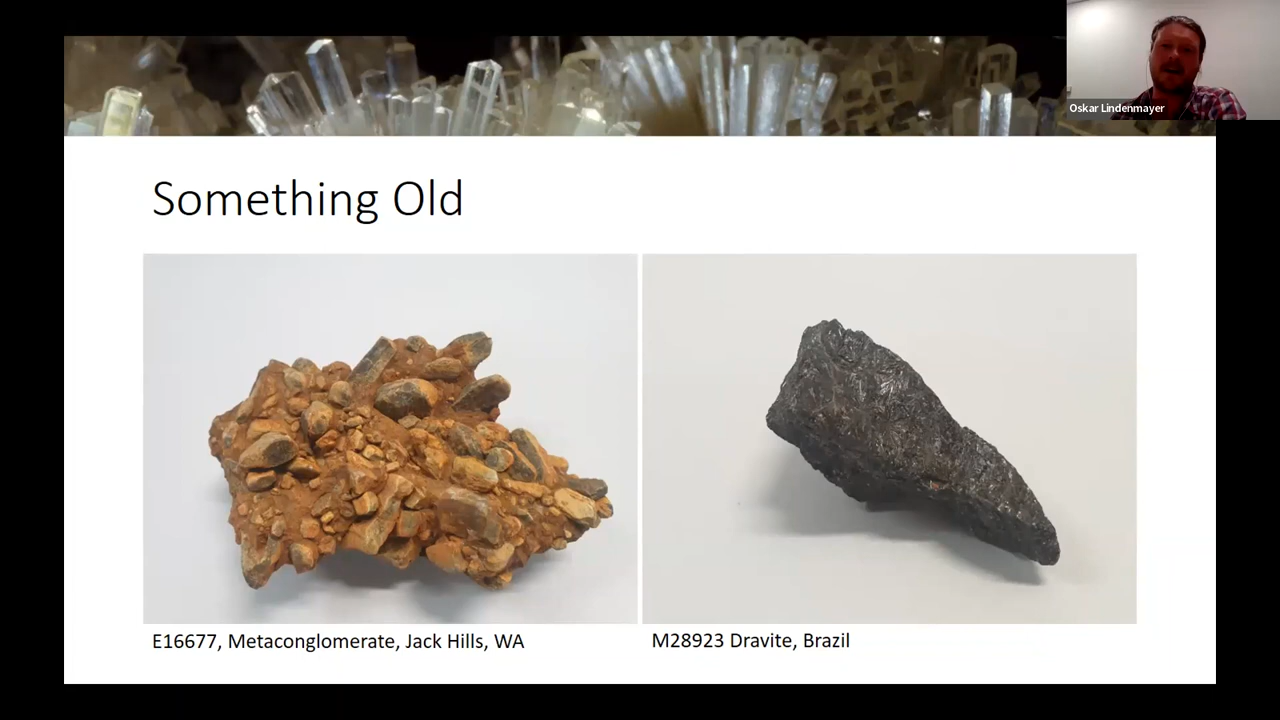 Oskar Lindenmayer
Something Old
E16677, Metaconglomerate, Jack Hills, WA
M28923 Dravite, Brazil